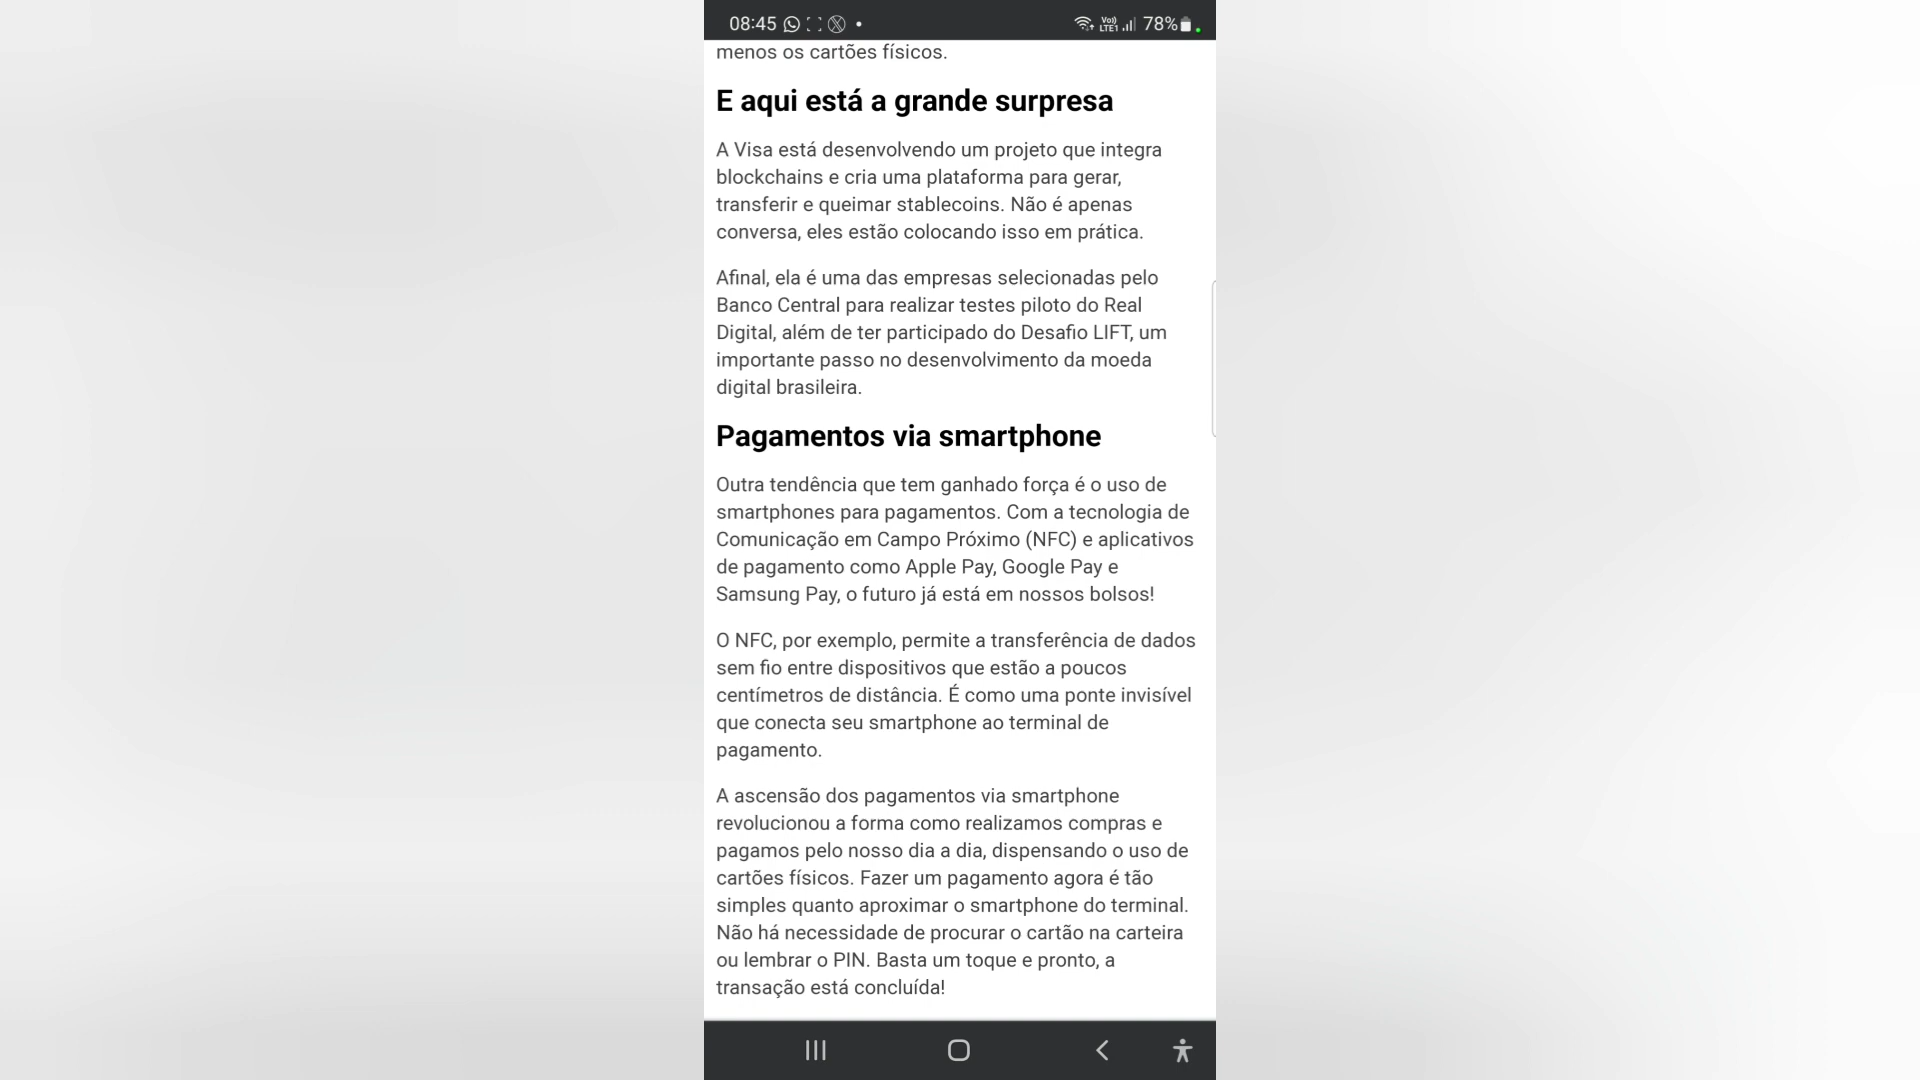 08:45
Vo))
LTE1
78%
menos os cartões físicos.
E aqui está a grande surpresa
A Visa está desenvolvendo um projeto que integra
blockchains e cria uma plataforma para gerar,
transferir e queimar stablecoins. Não é apenas
conversa, eles estão colocando isso em prática.
Afinal, ela é uma das empresas selecionadas pelo
Banco Central para realizar testes piloto do Real
Digital, além de ter participado do Desafio LIFT, um
importante passo no desenvolvimento da moeda
digital brasileira.
Pagamentos via smartphone
Outra tendência que tem ganhado força é o uso de
smartphones para pagamentos. Com a tecnologia de
Comunicação em Campo Próximo (NFC) e aplicativos
de pagamento como Apple Pay, Google Pay e
Samsung Pay, o futuro já está em nossos bolsos!
O NFC, por exemplo, permite a transferência de dados
sem fio entre dispositivos que estão a poucos
centímetros de distância. É como uma ponte invisível
que conecta seu smartphone ao terminal de
pagamento.
A ascensão dos pagamentos via smartphone
revolucionou a forma como realizamos compras e
pagamos pelo nosso dia a dia, dispensando o uso de
cartões físicos. Fazer um pagamento agora é tão
simples quanto aproximar o smartphone do terminal.
Não há necessidade de procurar o cartão na carteira
ou lembrar o PIN. Basta um toque e pronto, a
transação está concluída!